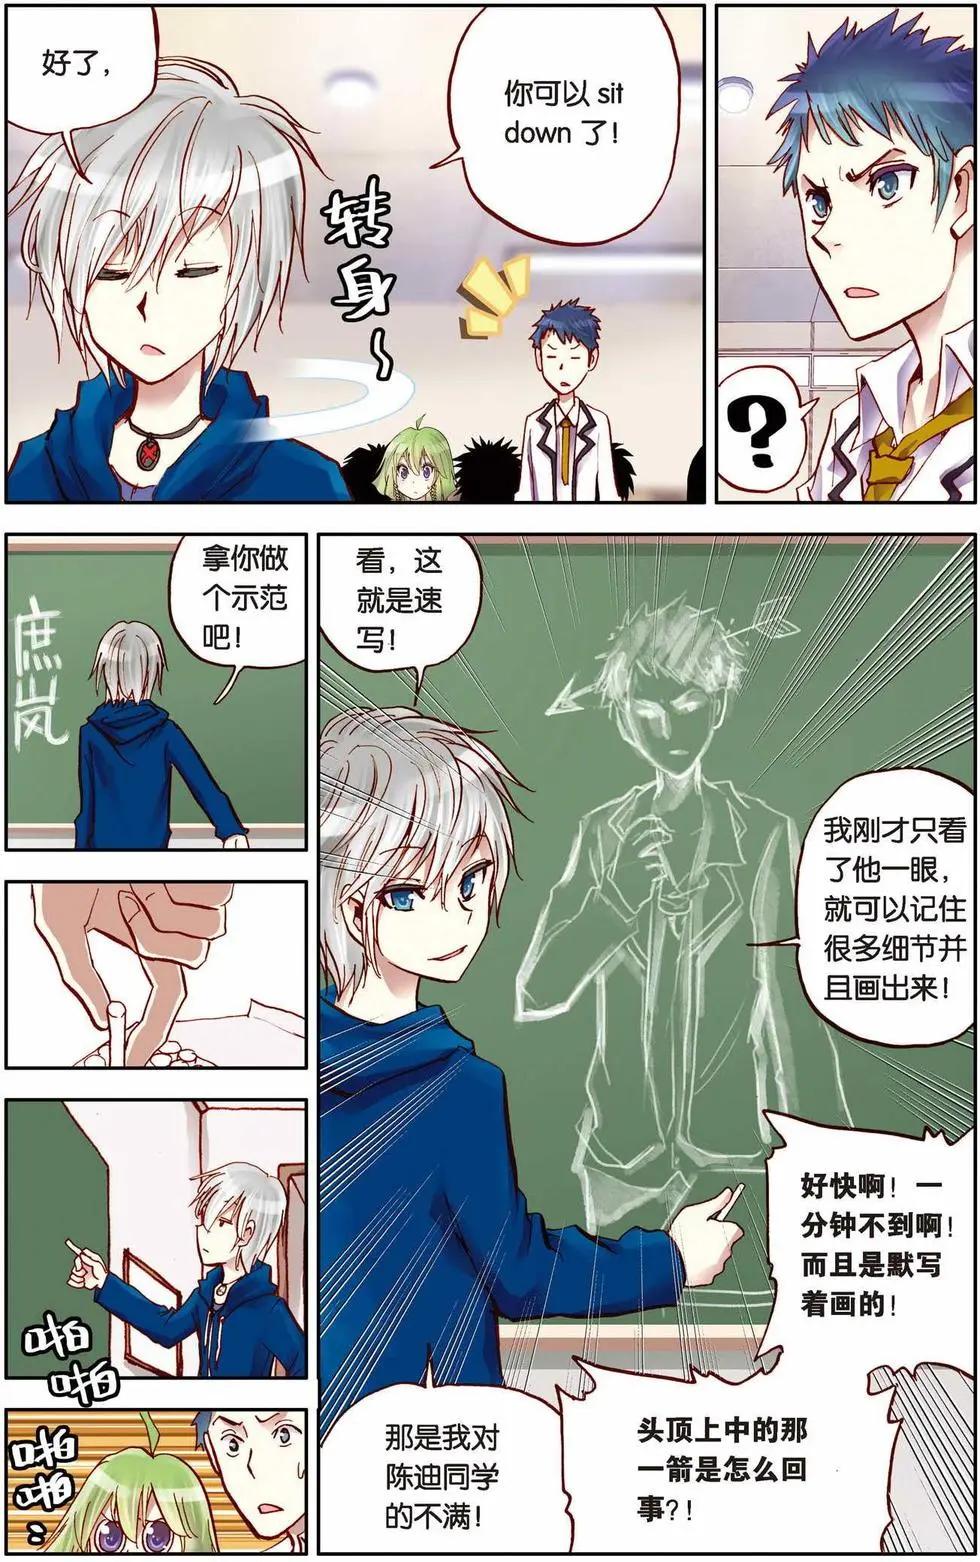 好了，
转身～
你可以 sit
down 了！
？
拿你做
个示范
吧！
庶岚
看，这
就是速
写！
我刚才只看
了他一眼，
就可以记住
很多细节并
且画出来！
啪
啪
啪
啪
好快啊！一
分钟不到啊！
而且是默写
着画的！
头顶上中的那
一箭是怎么回
事?！
那是我对
陈迪同学
的不满！